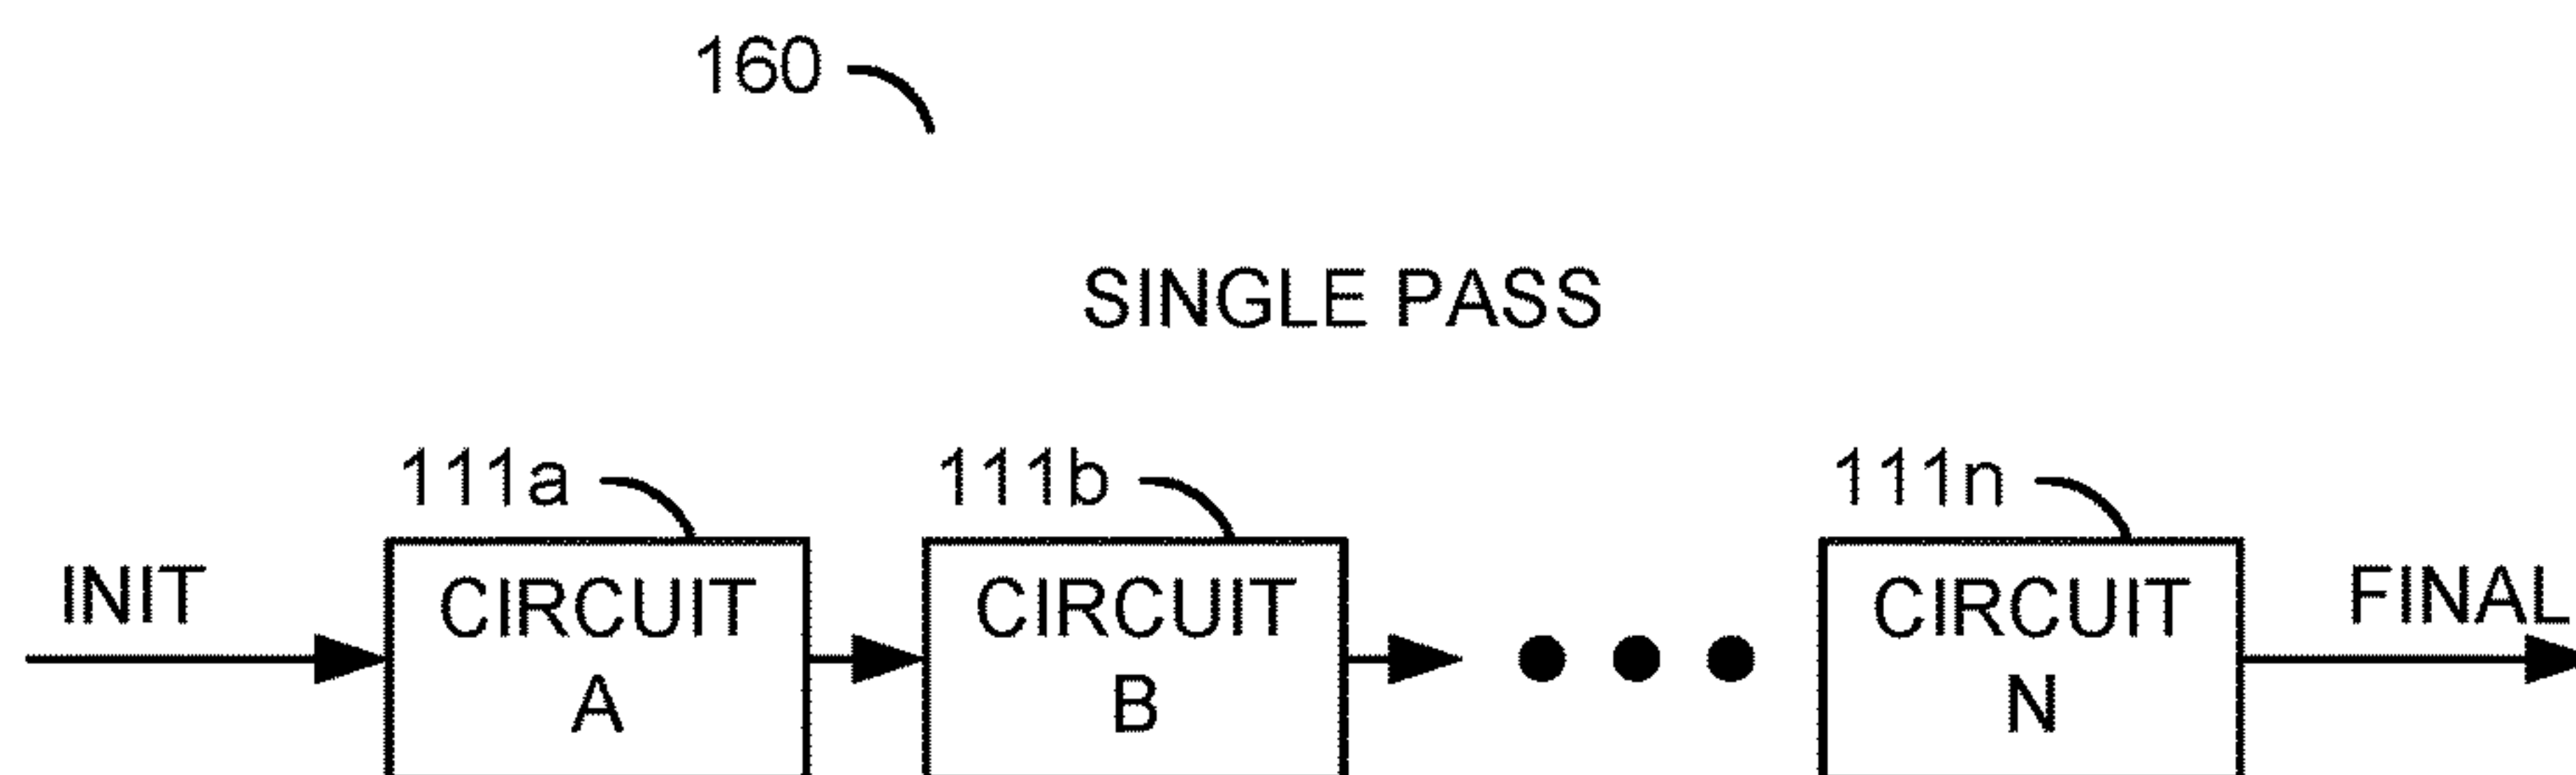 160
SINGLE PASS
111a
111b
111n
INIT
CIRCUIT
A
CIRCUIT
B
CIRCUIT
N
FINAL